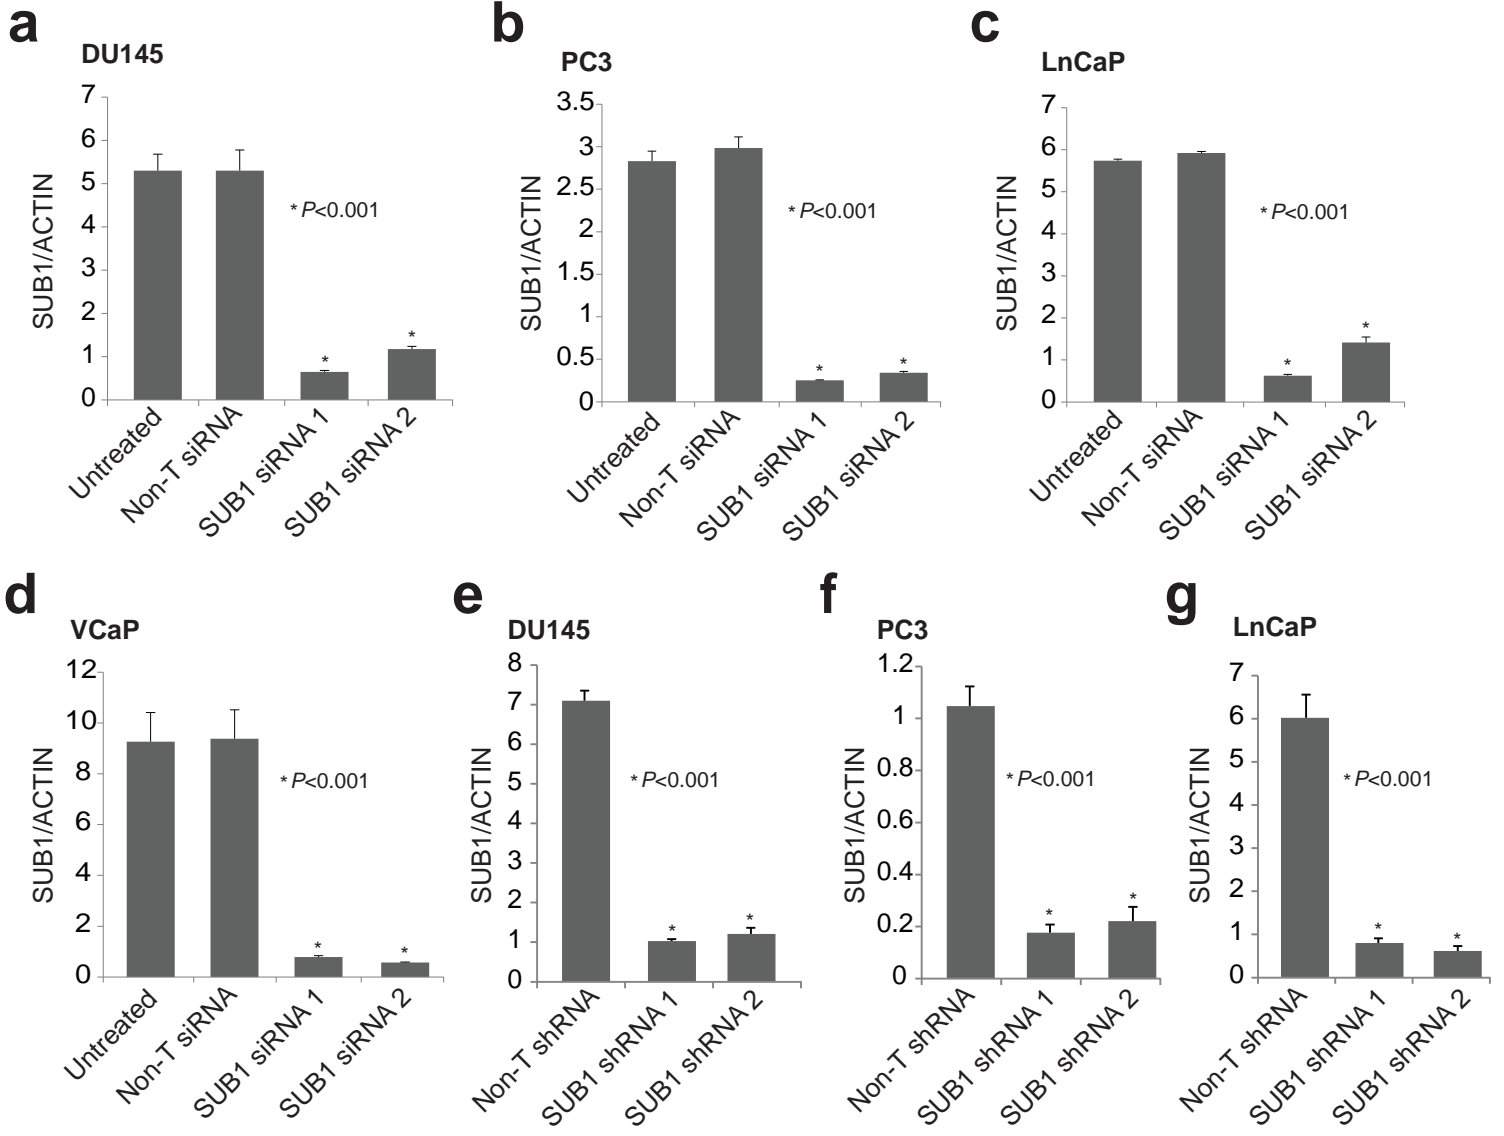 a
DU145
7
6
5
4
3
2
1
0
SUB1/ACTIN
* P<0.001
*
*
Untreated
Non-T siRNA
SUB1 siRNA 1
SUB1 siRNA 2
b
PC3
3.5
3
2.5
2
1.5
1
0.5
0
SUB1/ACTIN
* P<0.001
*
*
Untreated
Non-T siRNA
SUB1 siRNA 1
SUB1 siRNA 2
c
LnCaP
7
6
5
4
3
2
1
0
SUB1/ACTIN
* P<0.001
*
*
Untreated
Non-T siRNA
SUB1 siRNA 1
SUB1 siRNA 2
d
VCaP
12
10
8
6
4
2
0
SUB1/ACTIN
* P<0.001
*
*
Untreated
Non-T siRNA
SUB1 siRNA 1
SUB1 siRNA 2
e
DU145
8
7
6
5
4
3
2
1
0
SUB1/ACTIN
* P<0.001
*
*
Non-T shRNA
SUB1 shRNA 1
SUB1 shRNA 2
f
PC3
1.2
1
0.8
0.6
0.4
0.2
0
SUB1/ACTIN
* P<0.001
*
*
Non-T shRNA
SUB1 shRNA 1
SUB1 shRNA 2
g
LnCaP
7
6
5
4
3
2
1
0
SUB1/ACTIN
* P<0.001
*
*
Non-T shRNA
SUB1 shRNA 1
SUB1 shRNA 2